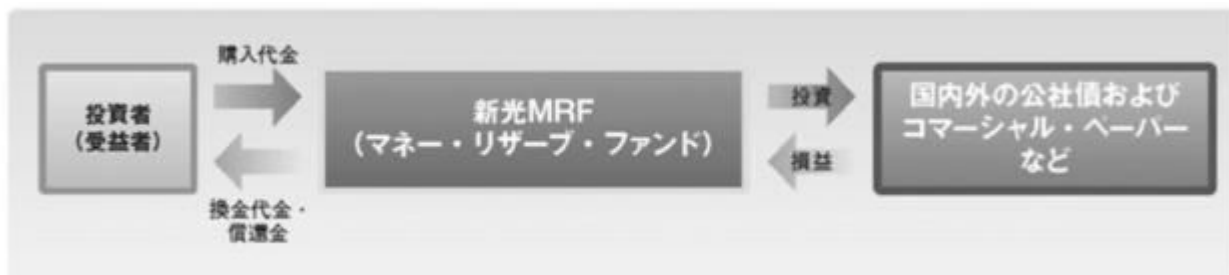 購入代金
投資者
(受益者)
換金代金・
償還金
新光MRF
(マネー・リザーブ・ファンド)
投資
損益
国内外の公社債および
コマーシャル・ペーパー
など